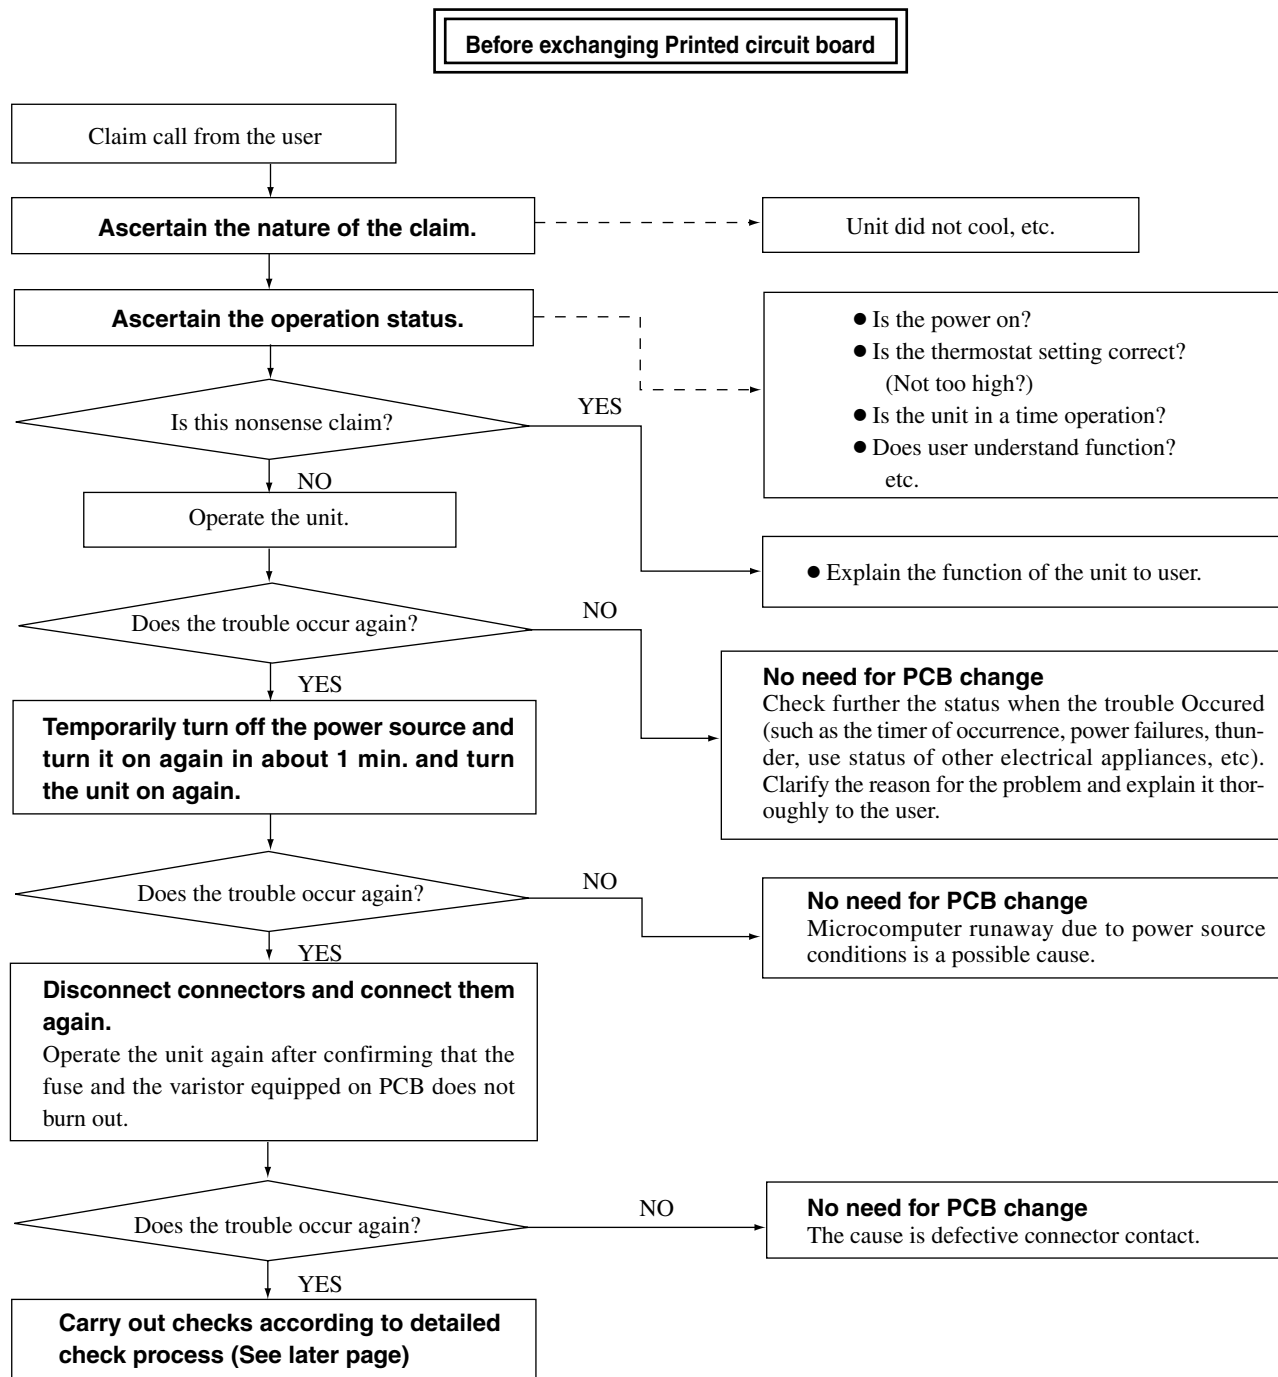 Before exchanging Printed circuit board
Claim call from the user
Ascertain the nature of the claim.
Unit did not cool, etc.
Ascertain the operation status.
● Is the power on?
● Is the thermostat setting correct?
(Not too high?)
● Is the unit in a time operation?
● Does user understand function?
etc.
Is this nonsense claim?
YES
NO
Operate the unit.
● Explain the function of the unit to user.
Does the trouble occur again?
NO
YES
No need for PCB change
Check further the status when the trouble Occured
(such as the timer of occurrence, power failures, thun-
der, use status of other electrical appliances, etc).
Clarify the reason for the problem and explain it thor-
oughly to the user.
Temporarily turn off the power source and
turn it on again in about 1 min. and turn
the unit on again.
Does the trouble occur again?
NO
YES
No need for PCB change
Microcomputer runaway due to power source
conditions is a possible cause.
Disconnect connectors and connect them
again.
Operate the unit again after confirming that the
fuse and the varistor equipped on PCB does not
burn out.
Does the trouble occur again?
NO
YES
No need for PCB change
The cause is defective connector contact.
Carry out checks according to detailed
check process (See later page)